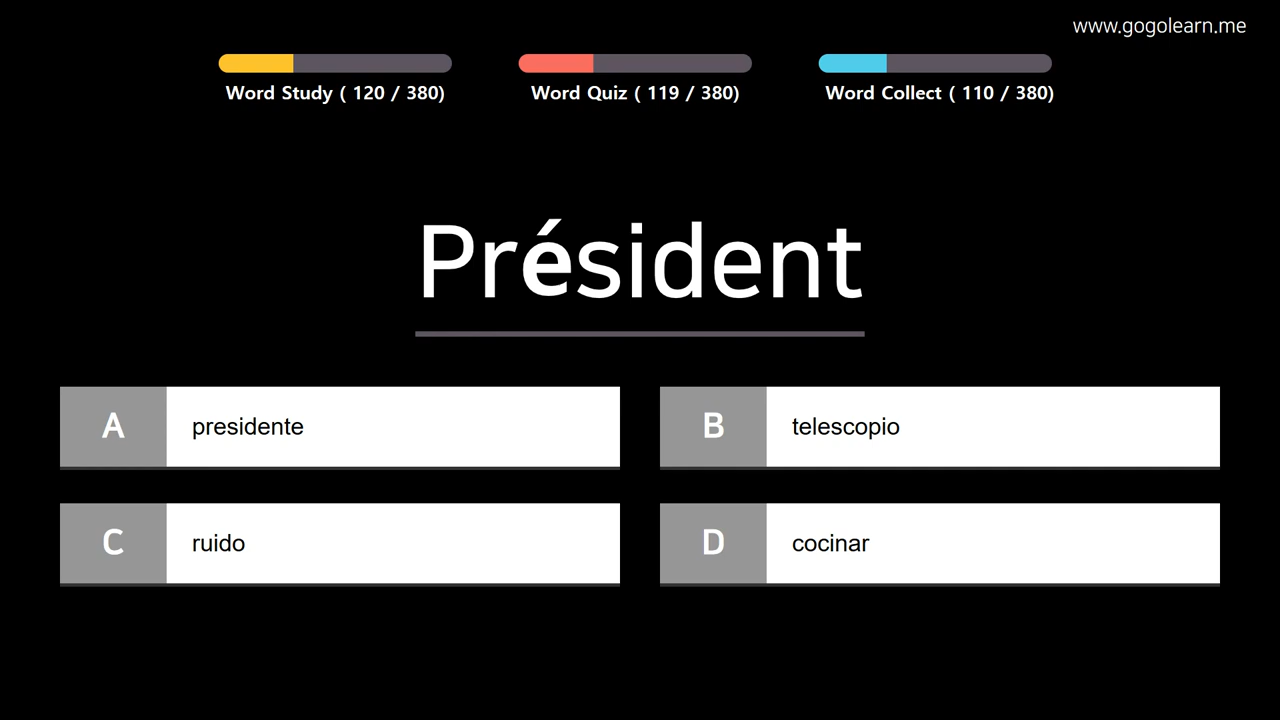 www.gogolearn.me
Word Study ( 120 / 380)
Word Quiz ( 119 / 380)
Word Collect ( 110 / 380)
Président
A presidente
B telescopio
C ruido
D cocinar